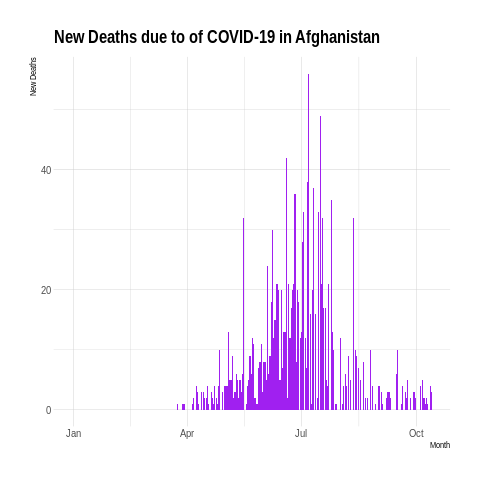 New Deaths due to of COVID-19 in Afghanistan
New Deaths
40
20
0
Jan Apr Jul Oct
Month